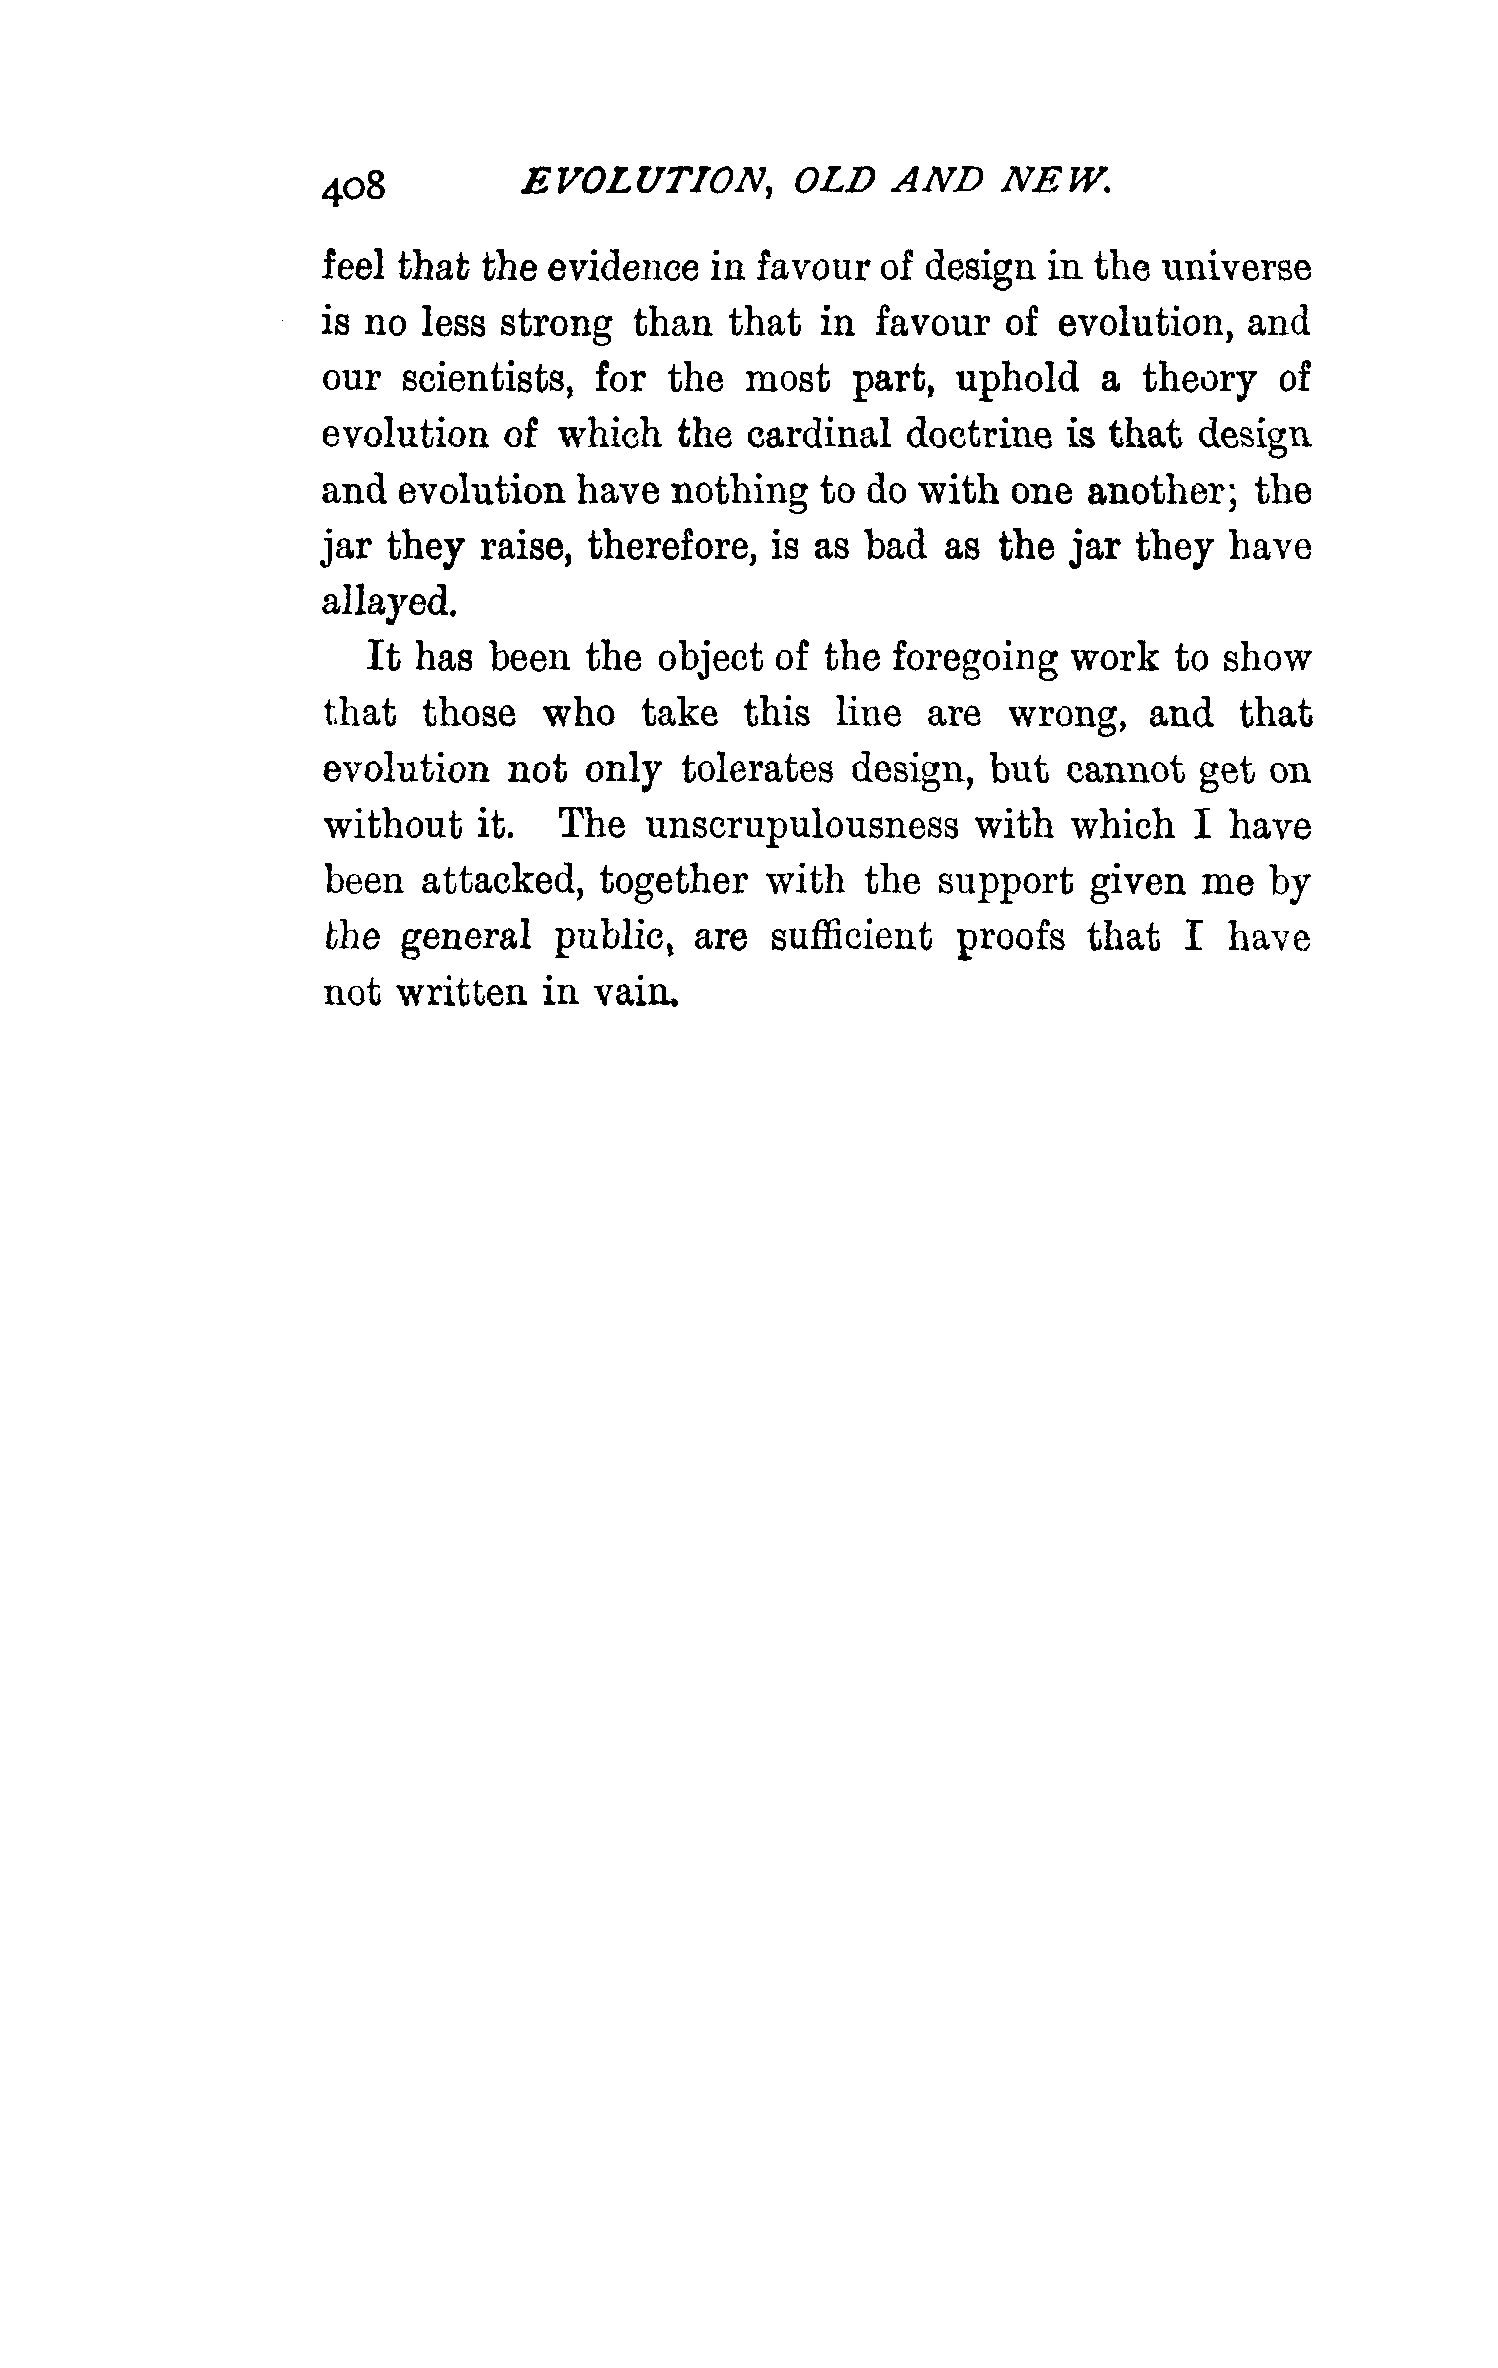 408 EVOLUTION, OLD AND NEW.
feel that the evidence in favour of design in the universe
is no less strong than that in favour of evolution, and
our scientists, for the most part, uphold a theory of
evolution of which the cardinal doctrine is that design
and evolution have nothing to do with one another; the
jar they raise, therefore, is as bad as the jar they have
allayed.
It has been the object of the foregoing work to show
that those who take this line are wrong, and that
evolution not only tolerates design, but cannot get on
without it. The unscrupulousness with which I have
been attacked, together with the support given me by
the general public, are sufficient proofs that I have
not written in vain.